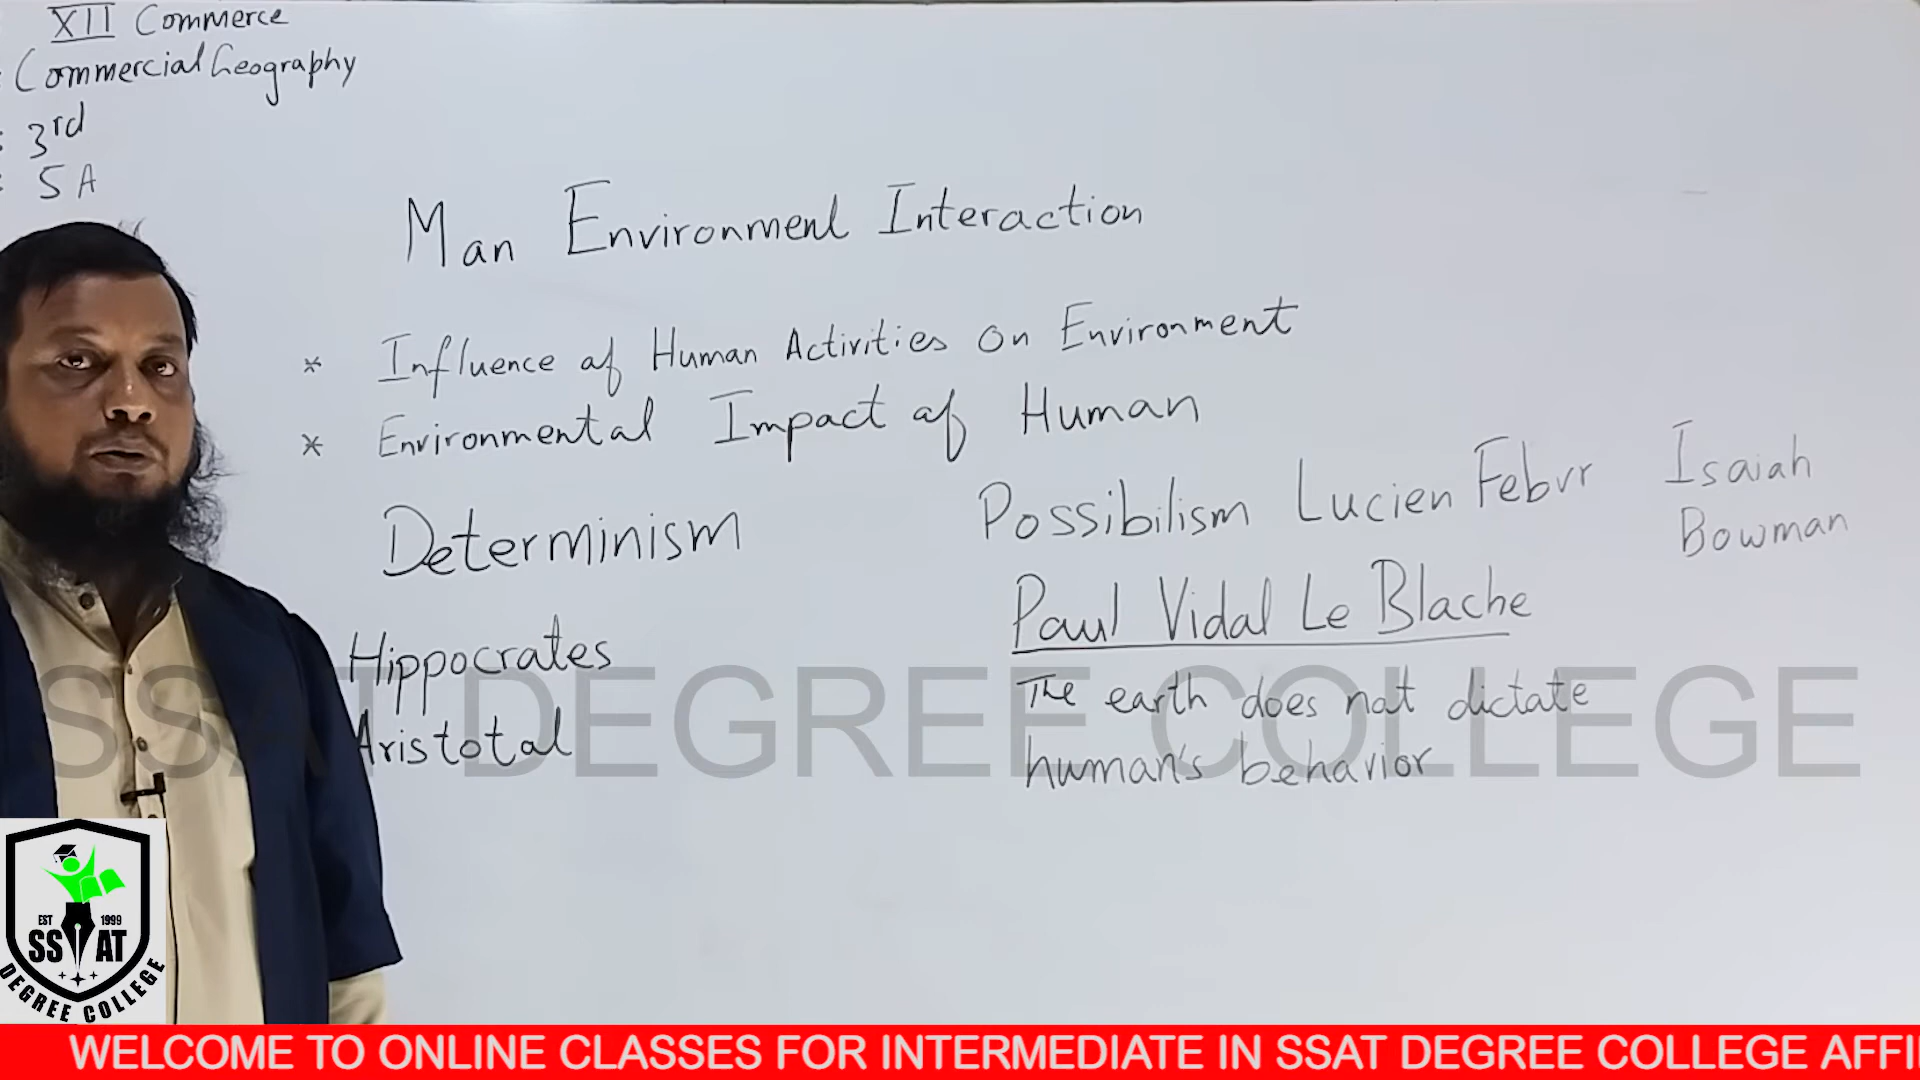 XII Commerce
: Commercial Geography
: 3rd
: 5A
Man Environment Interaction
* Influence of Human Activities On Environment
* Environmental Impact of Human
Determinism
Hippocrates
Aristotal
Possibilism Lucien Febvr
Isaiah
Bowman
Paul Vidal Le Blache
The earth does not dictate
human's behavior
SSAT DEGREE COLLEGE
EST 1999
SSAT
DEGREE COLLEGE
WELCOME TO ONLINE CLASSES FOR INTERMEDIATE IN SSAT DEGREE COLLEGE AFFI